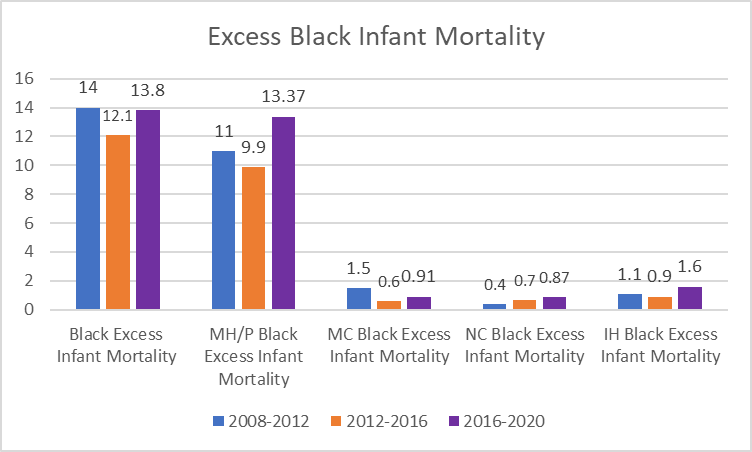 Excess Black Infant Mortality
16
14
12
10
8
6
4
2
0
14
12.1
13.8
11
9.9
13.37
1.5
0.6
0.91
0.4
0.7
0.87
1.1
0.9
1.6
Black Excess
Infant Mortality
MH/P Black
Excess Infant
Mortality
MC Black Excess
Infant Mortality
NC Black Excess
Infant Mortality
IH Black Excess
Infant Mortality
2008-2012
2012-2016
2016-2020